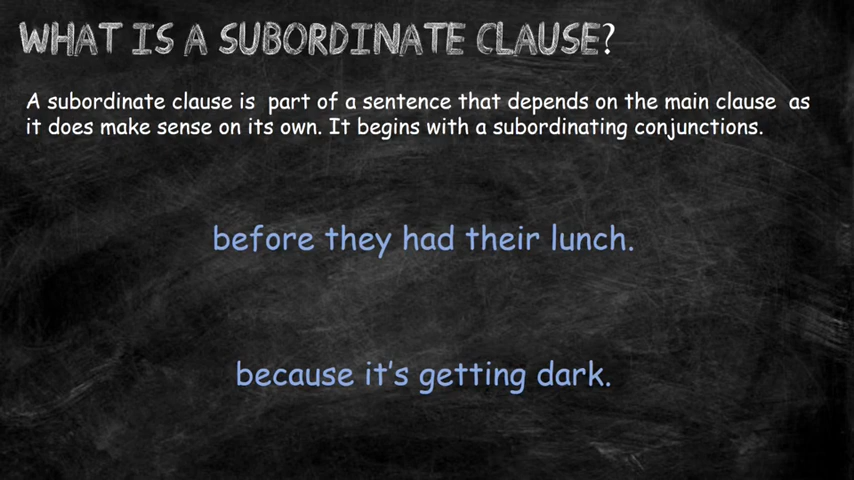 WHAT IS A SUBORDINATE CLAUSE?
A subordinate clause is part of a sentence that depends on the main clause as
it does make sense on its own. It begins with a subordinating conjunctions.
before they had their lunch.
because it's getting dark.